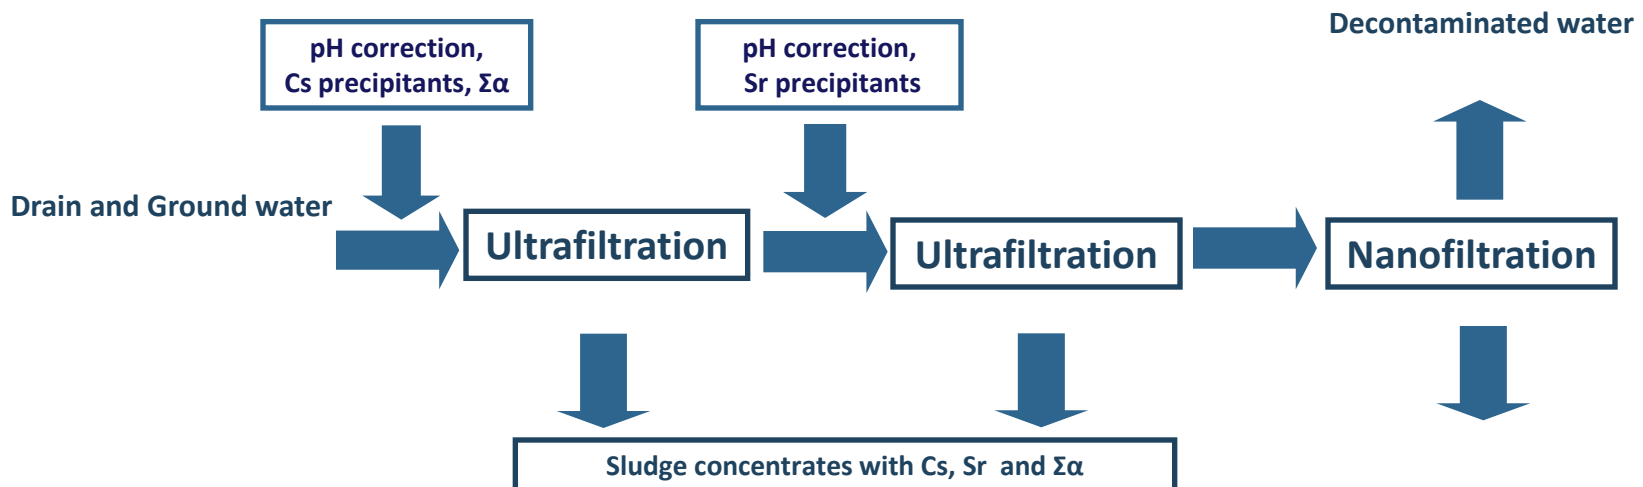 Decontaminated water
pH correction,
Cs precipitants, Σα
pH correction,
Sr precipitants
Drain and Ground water
Ultrafiltration
Ultrafiltration
Nanofiltration
Sludge concentrates with Cs, Sr and Σα